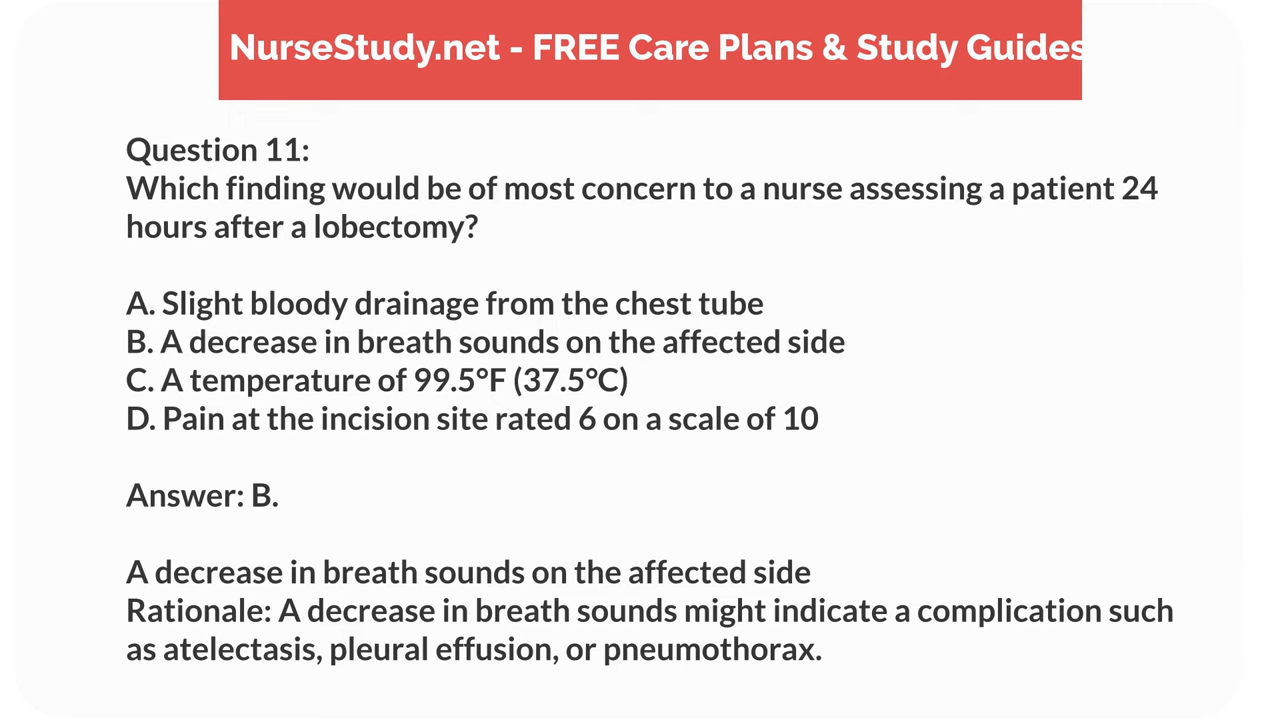 NurseStudy.net - FREE Care Plans & Study Guides
Question 11:
Which finding would be of most concern to a nurse assessing a patient 24
hours after a lobectomy?
A. Slight bloody drainage from the chest tube
B. A decrease in breath sounds on the affected side
C. A temperature of 99.5°F (37.5°C)
D. Pain at the incision site rated 6 on a scale of 10
Answer: B.
A decrease in breath sounds on the affected side
Rationale: A decrease in breath sounds might indicate a complication such
as atelectasis, pleural effusion, or pneumothorax.